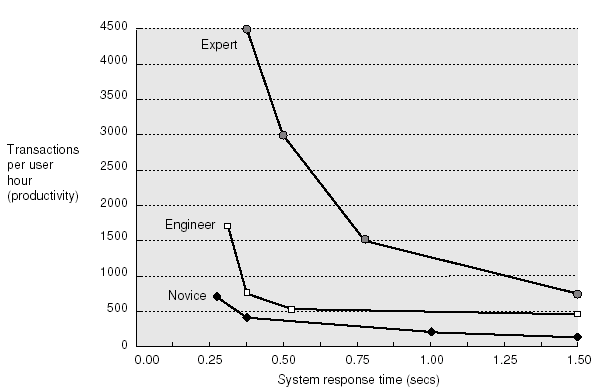 4500
Expert
4000
3500
3000
Transactions
per user
hour
(productivity)
2500
2000
Engineer
1500
1000
Novice
500
0
0.00 0.25 0.50 0.75 1.00 1.25 1.50
System response time (secs)